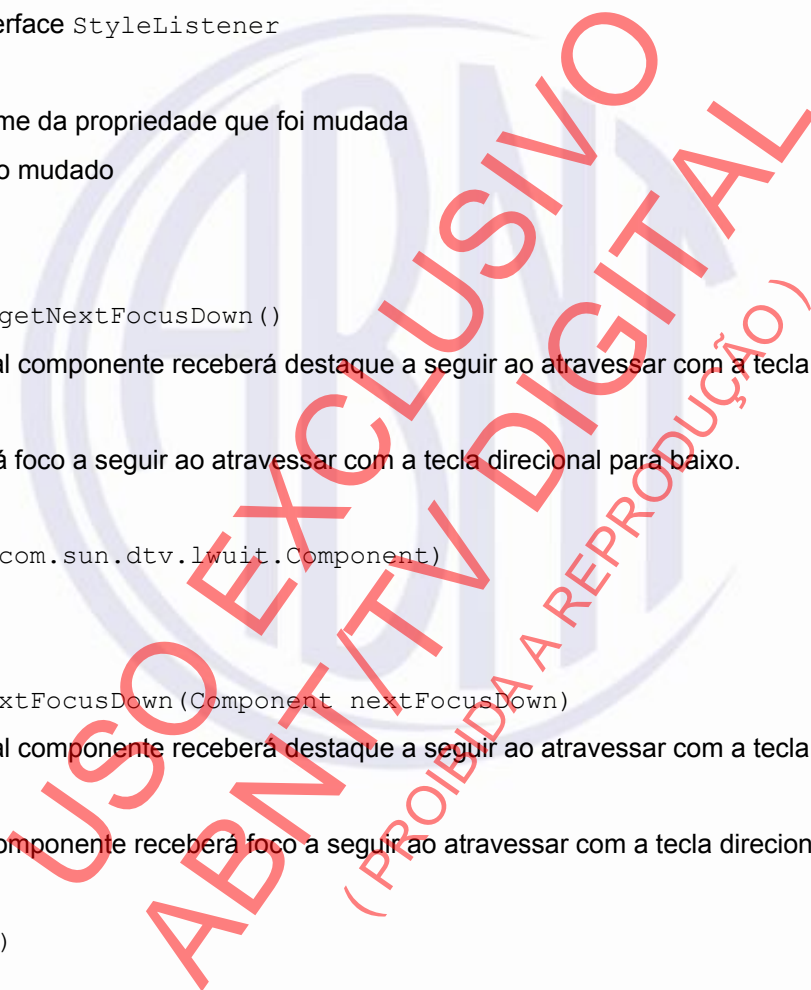 erface StyleListener
me da propriedade que foi mudada
o mudado
getNextFocusDown()
al componente receberá destaque a seguir ao atravessar com a tecla
á foco a seguir ao atravessar com a tecla direcional para baixo.
com.sun.dtv.lwuit.Component)
xtFocusDown(Component nextFocusDown)
al componente receberá destaque a seguir ao atravessar com a tecla
omponente receberá foco a seguir ao atravessar com a tecla direcion
)
USO EXCLUSIVO
ABNT/TV DIGITAL
( PROIBIDA A REPRODUÇÃO )
ABNT